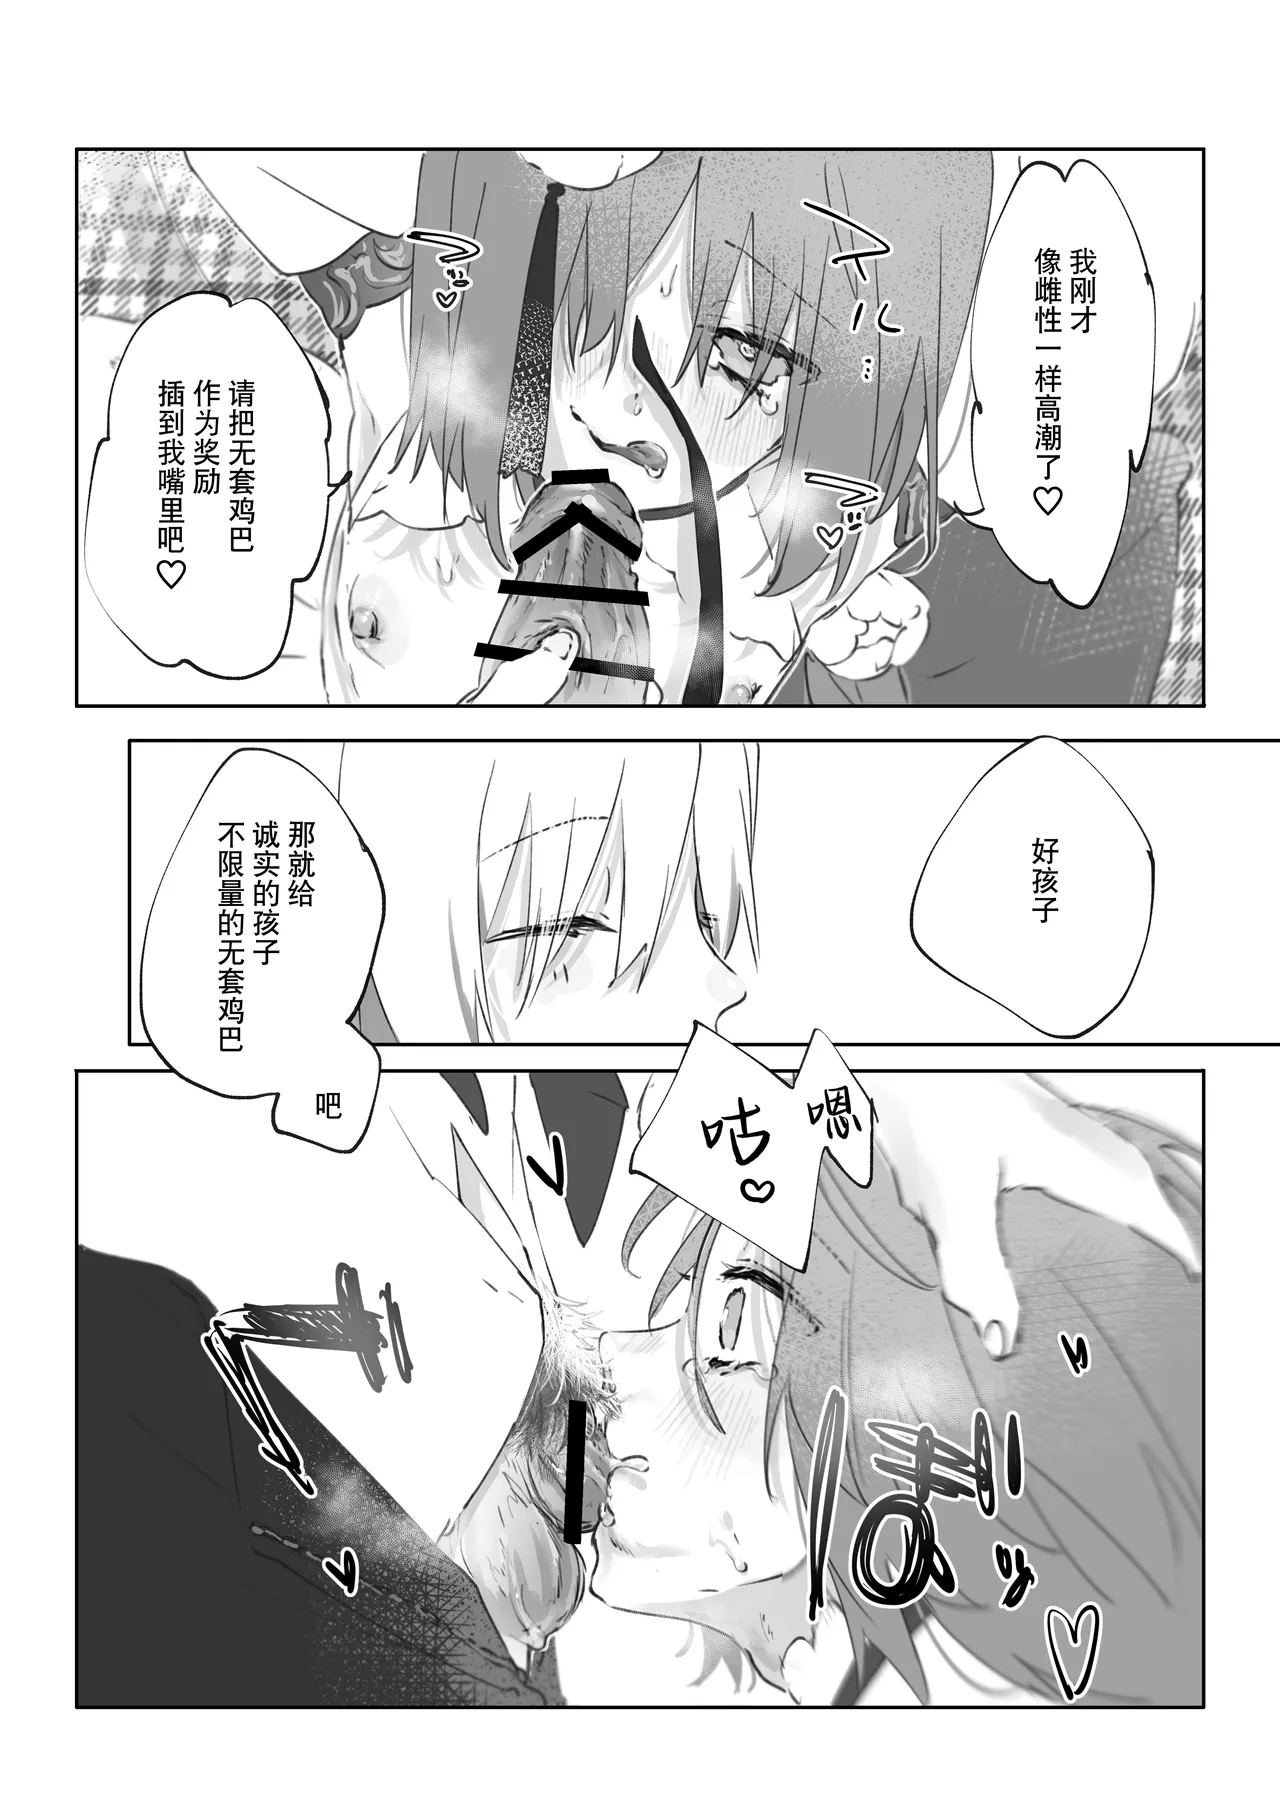 我刚才
像雌性一样高潮了♡
请把无套鸡巴
作为奖励
插到我嘴里吧♡
好孩子
那就给
诚实的孩子
不限量的无套鸡巴
吧
嗯
咕♡